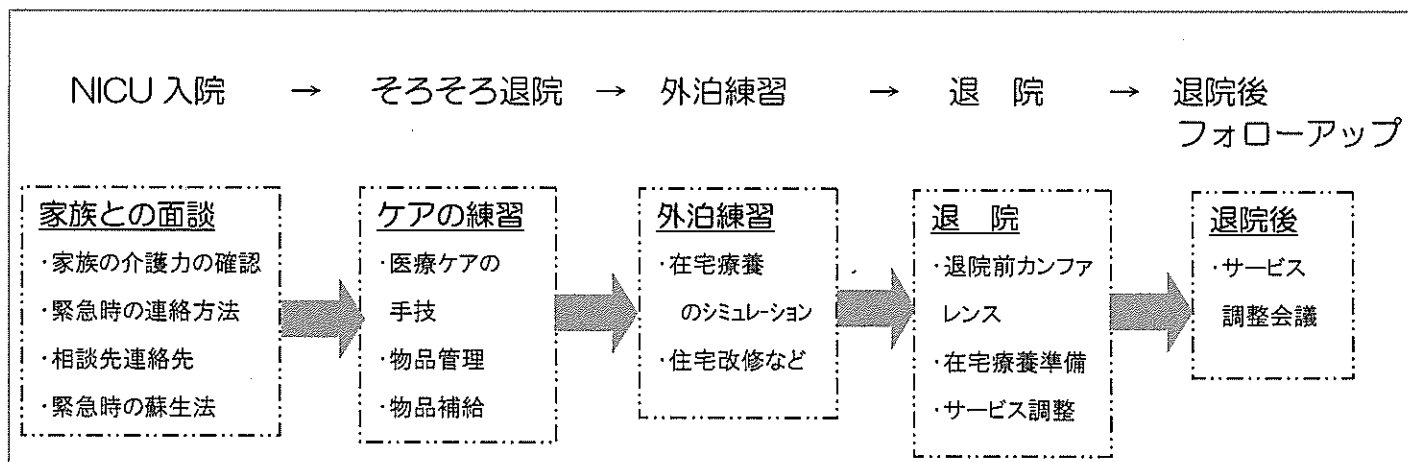 NICU 入院 → そろそろ退院 → 外泊練習 → 退　院 → 退院後
フォローアップ
家族との面談
・家族の介護力の確認
・緊急時の連絡方法
・相談先連絡先
・緊急時の蘇生法
ケアの練習
・医療ケアの
手技
・物品管理
・物品補給
外泊練習
・在宅療養
のシミュレーション
・住宅改修など
退　院
・退院前カンファ
レンス
・在宅療養準備
・サービス調整
退院後
・サービス
調整会議